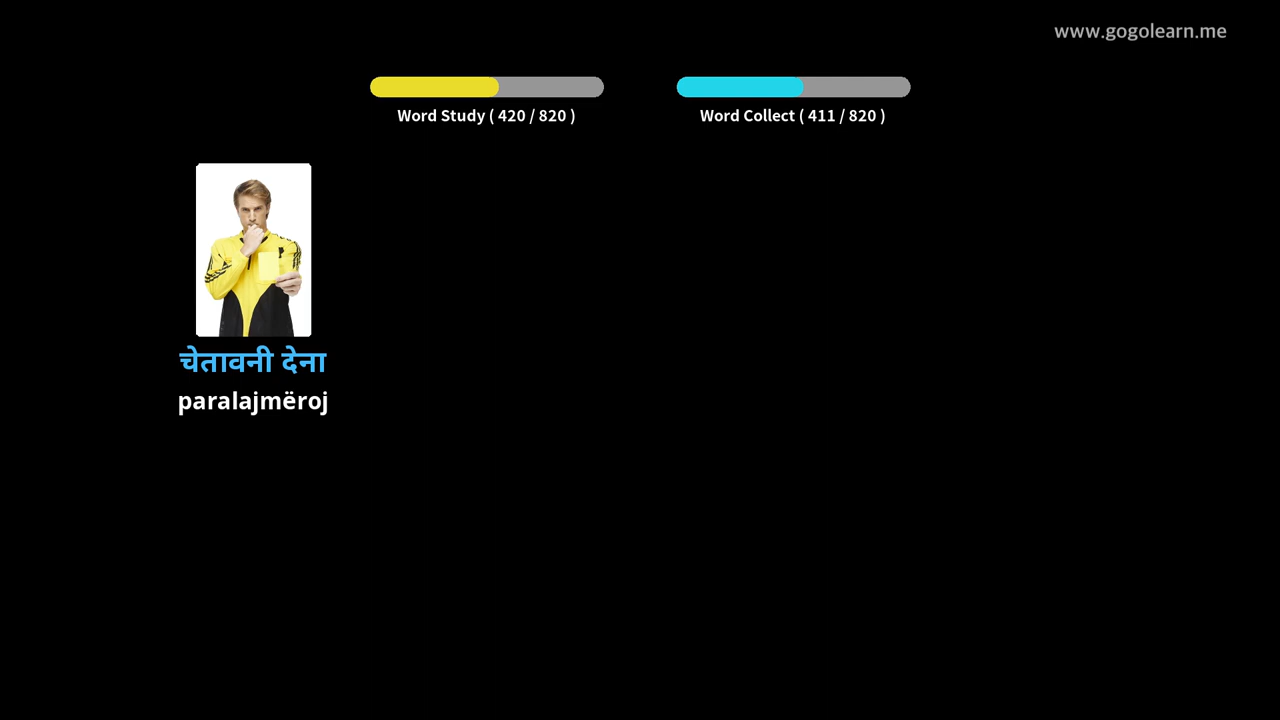 www.gogolearn.me
Word Study ( 420 / 820 )
Word Collect ( 411 / 820 )
चेतावनी देना
paralajmëroj